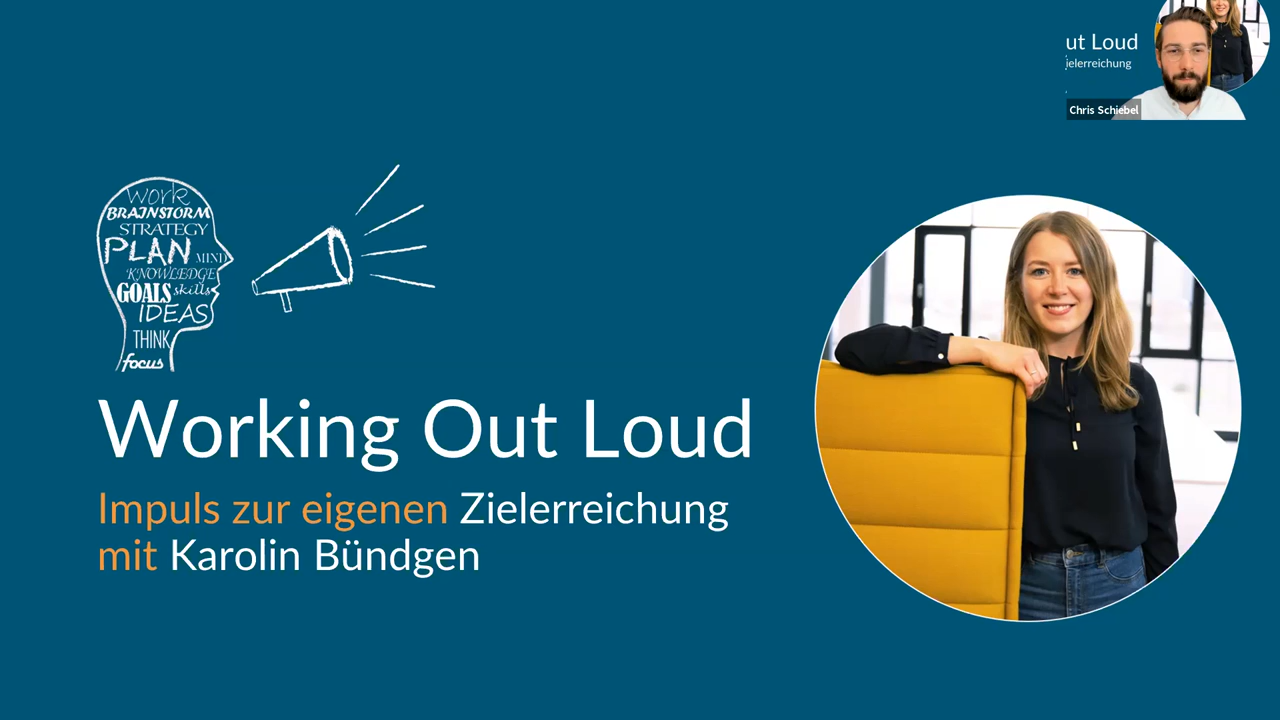 ut Loud
ielerreichung
Chris Schiebel
work
BRAINSTORM
STRATEGY
PLAN MIND
KNOWLEDGE
GOALS skills
IDEAS
THINK
focus
Working Out Loud
Impuls zur eigenen Zielerreichung
mit Karolin Bündgen